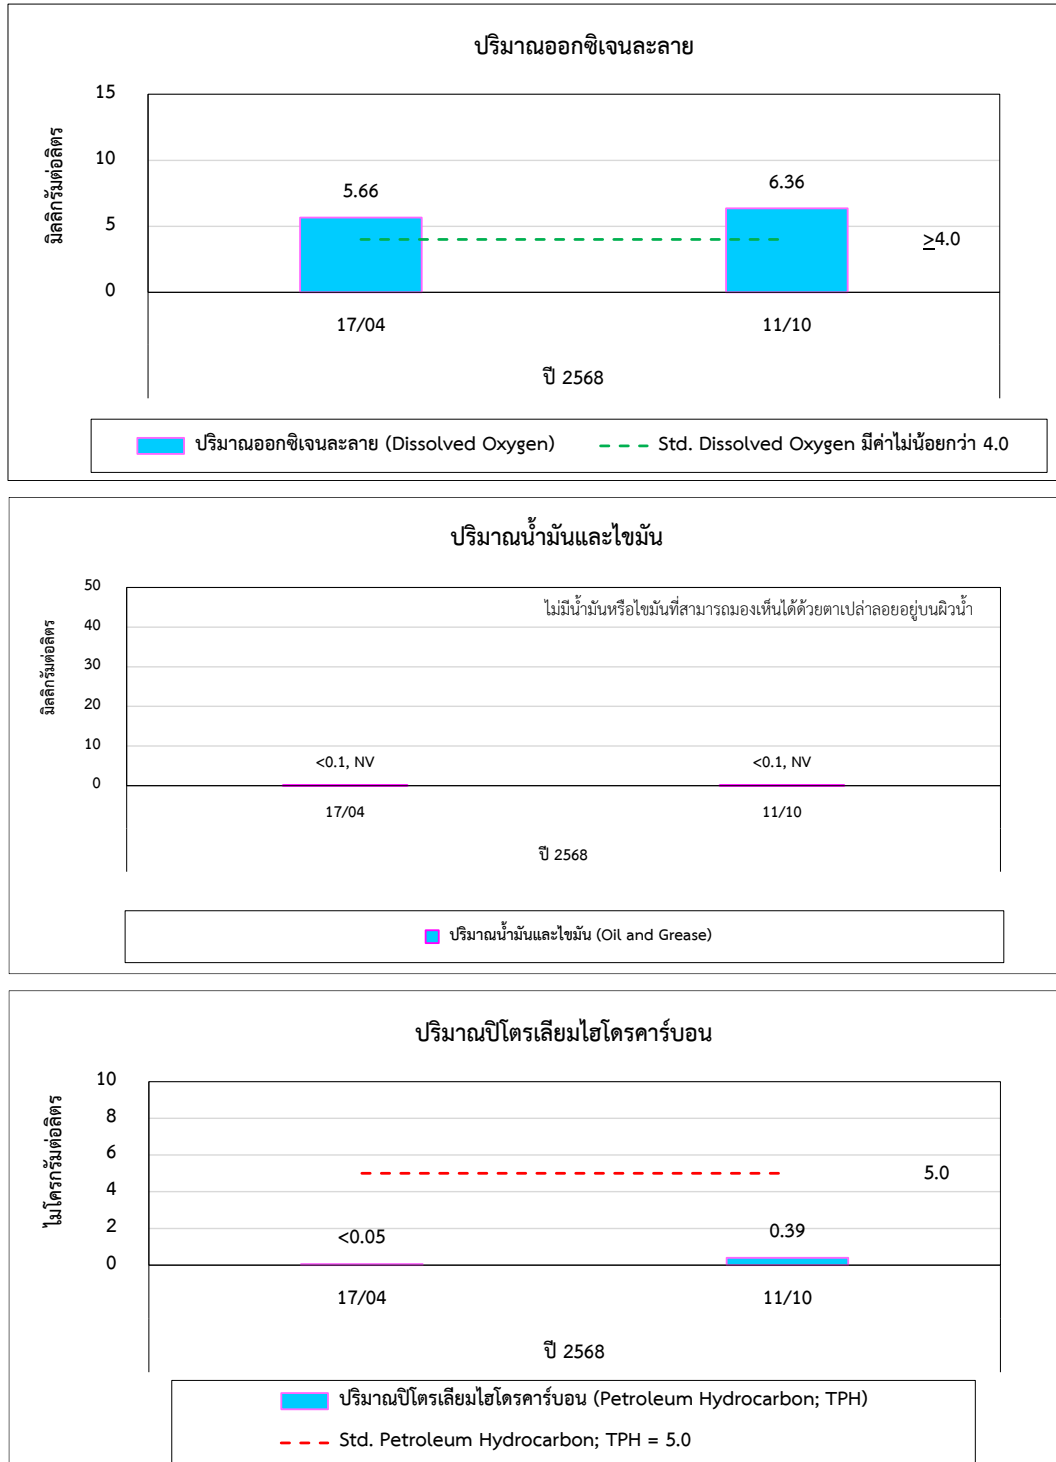 ปริมาณออกซิเจนละลาย
มิลลิกรัมต่อลิตร
15
10
5
0
5.66
6.36
≥4.0
17/04
11/10
ปี 2568
ปริมาณออกซิเจนละลาย (Dissolved Oxygen)
Std. Dissolved Oxygen มีค่าไม่น้อยกว่า 4.0
ปริมาณน้ำมันและไขมัน
มิลลิกรัมต่อลิตร
50
40
30
20
10
0
ไม่มีน้ำมันหรือไขมันที่สามารถมองเห็นได้ด้วยตาเปล่าลอยอยู่บนผิวน้ำ
<0.1, NV
<0.1, NV
17/04
11/10
ปี 2568
ปริมาณน้ำมันและไขมัน (Oil and Grease)
ปริมาณปิโตรเลียมไฮโดรคาร์บอน
ไมโครกรัมต่อลิตร
10
8
6
4
2
0
5.0
<0.05
0.39
17/04
11/10
ปี 2568
ปริมาณปิโตรเลียมไฮโดรคาร์บอน (Petroleum Hydrocarbon; TPH)
Std. Petroleum Hydrocarbon; TPH = 5.0